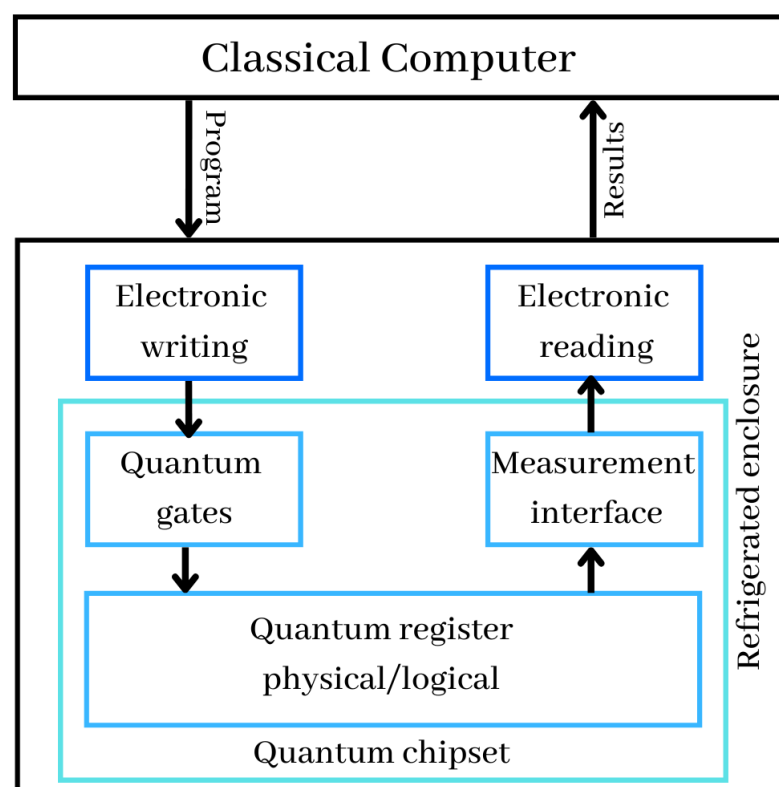 Classical Computer
Program
Results
Electronic
writing
Electronic
reading
Quantum
gates
Measurement
interface
Quantum register
physical/logical
Quantum chipset
Refrigerated enclosure